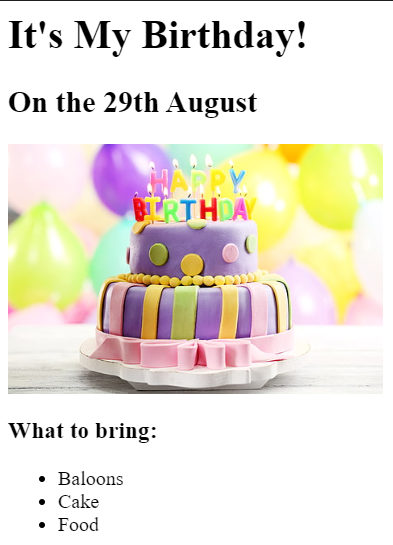 It's My Birthday!
On the 29th August
HAPPY
BIRTHDAY
What to bring:
Baloons
Cake
Food